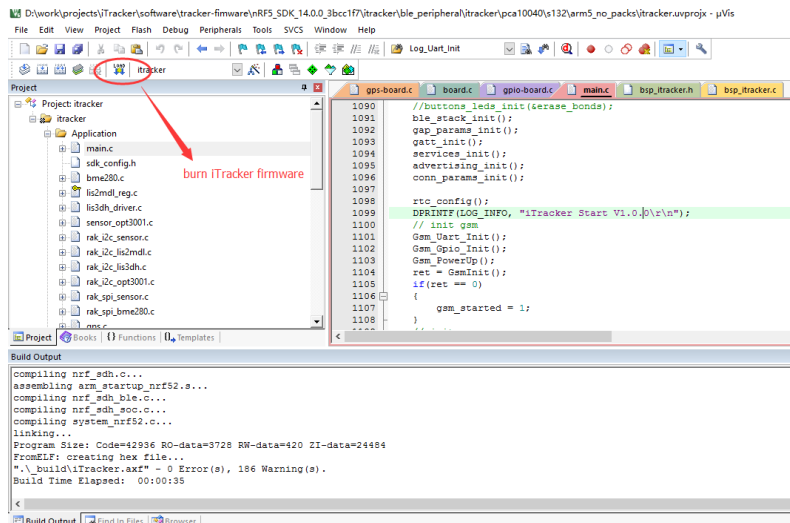 D:\work\projects\iTracker\software\tracker-fimware\nRF5_SDK_14.0.0_3bcc1f7\itracker\ble_peripheral\itracker\pca10040\s132\arm5_no_packs\itracker.uvprojx - µVis
File Edit View Project Flash Debug Peripherals Tools SVCS Window Help
Log_Uart_Init
LOAD
itracker
Project
gps-board.c board.c gpio-board.c main.c bsp_itracker.h bsp_itracker.c
Project: itracker
itracker
Application
main.c
sdk_config.h
bme280.c
lis2mdl_reg.c
lis3dh_driver.c
sensor_opt3001.c
rak_i2c_sensor.c
rak_i2c_lis2mdl.c
rak_i2c_lis3dh.c
rak_i2c_opt3001.c
rak_spi_sensor.c
rak_spi_bme280.c
gps.c
burn iTracker firmware
1090 //buttons_leds_init(&erase_bonds);
1091 ble_stack_init();
1092 gap_params_init();
1093 gatt_init();
1094 services_init();
1095 advertising_init();
1096 conn_params_init();
1097
1098 rtc_config();
1099 DPRINTF(LOG_INFO, "iTracker Start V1.0.0\r\n");
1100 // init gsm
1101 Gsm_Uart_Init();
1102 Gsm_Gpio_Init();
1103 Gsm_PowerUp();
1104 ret = GsmInit();
1105 if(ret == 0)
1106 {
1107 gsm_started = 1;
1108 }
Project Books {} Functions Templates
Build Output
compiling nrf_sdh.c...
assembling arm_startup_nrf52.s...
compiling nrf_sdh_ble.c...
compiling nrf_sdh_soc.c...
compiling system_nrf52.c...
linking...
Program Size: Code=42936 RO-data=3728 RW-data=420 ZI-data=24484
FromELF: creating hex file...
".\_build\iTracker.axf" - 0 Error(s), 186 Warning(s).
Build Time Elapsed: 00:00:35
Build Output Find In Files Browser